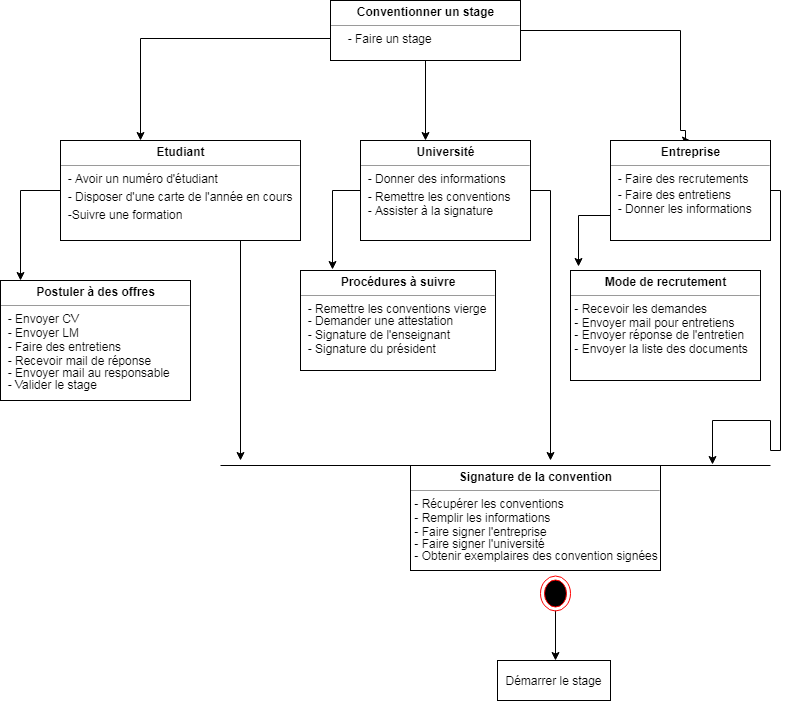 Conventionner un stage
- Faire un stage
Etudiant
- Avoir un numéro d'étudiant
- Disposer d'une carte de l'année en cours
-Suivre une formation
Université
- Donner des informations
- Remettre les conventions
- Assister à la signature
Entreprise
- Faire des recrutements
- Faire des entretiens
- Donner les informations
Postuler à des offres
- Envoyer CV
- Envoyer LM
- Faire des entretiens
- Recevoir mail de réponse
- Envoyer mail au responsable
- Valider le stage
Procédures à suivre
- Remettre les conventions vierge
- Demander une attestation
- Signature de l'enseignant
- Signature du président
Mode de recrutement
- Recevoir les demandes
- Envoyer mail pour entretiens
- Envoyer réponse de l'entretien
- Envoyer la liste des documents
Signature de la convention
- Récupérer les conventions
- Remplir les informations
- Faire signer l'entreprise
- Faire signer l'université
- Obtenir exemplaires des convention signées
Démarrer le stage